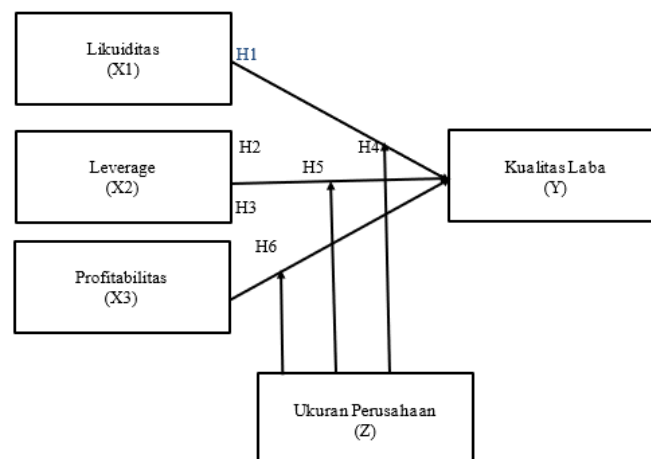 Likuiditas
(X1)
H1
Leverage
(X2)
H2
H3
H5
H4
Kualitas Laba
(Y)
Profitabilitas
(X3)
H6
Ukuran Perusahaan
(Z)